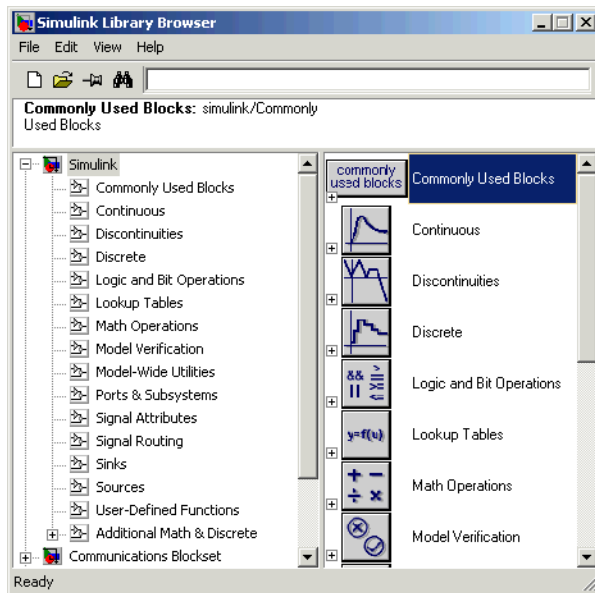 Simulink Library Browser
File Edit View Help
Commonly Used Blocks: simulink/Commonly
Used Blocks
Simulink
Commonly Used Blocks
Continuous
Discontinuities
Discrete
Logic and Bit Operations
Lookup Tables
Math Operations
Model Verification
Model-Wide Utilities
Ports & Subsystems
Signal Attributes
Signal Routing
Sinks
Sources
User-Defined Functions
Additional Math & Discrete
Communications Blockset
commonly
used blocks
Commonly Used Blocks
Continuous
Discontinuities
Discrete
&& >
|| >=
<=
Logic and Bit Operations
y=f(u)
Lookup Tables
+ −
÷ ×
Math Operations
Model Verification
Ready